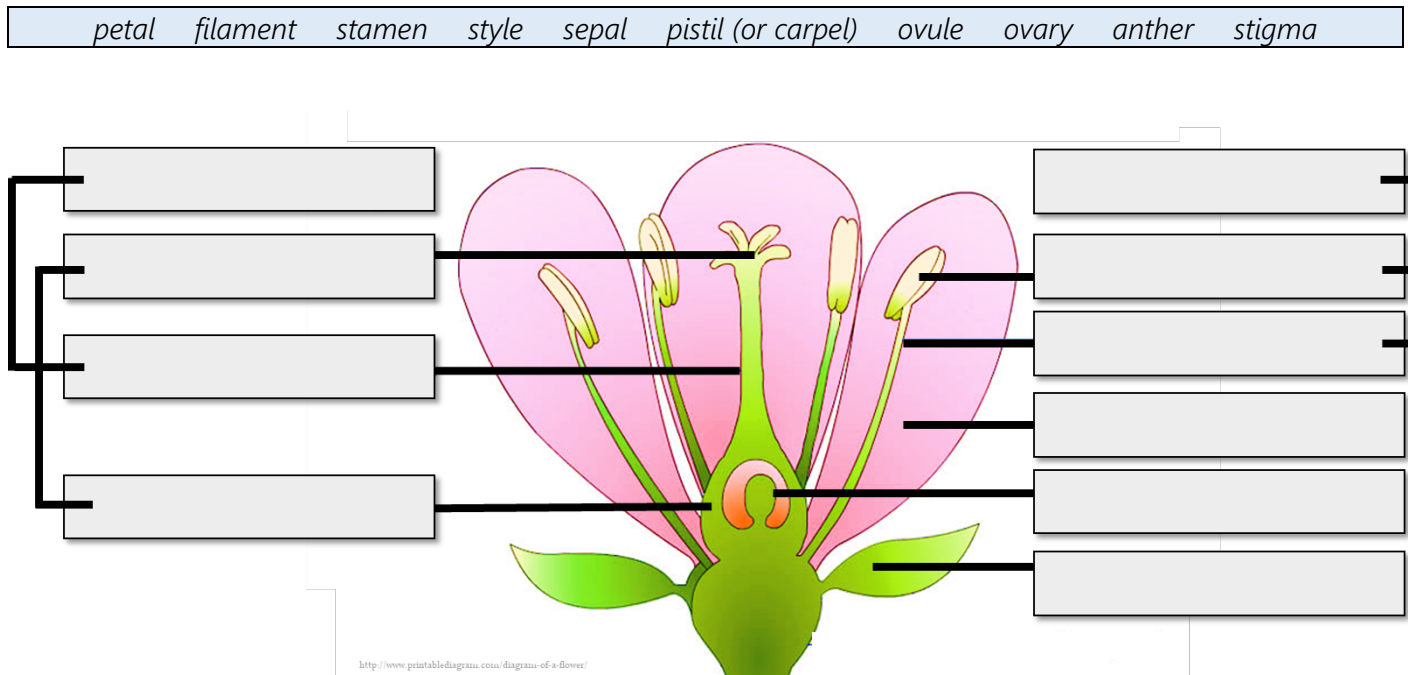 petal filament stamen style sepal pistil (or carpel) ovule ovary anther stigma
http://www.printablediagram.com/diagram-of-a-flower/